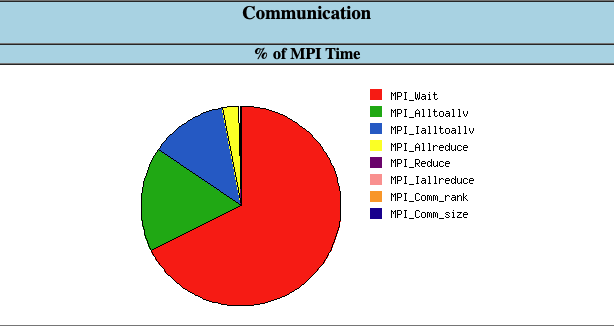 Communication
% of MPI Time
MPI_Wait
MPI_Alltoallv
MPI_Ialltoallv
MPI_Allreduce
MPI_Reduce
MPI_Iallreduce
MPI_Comm_rank
MPI_Comm_size